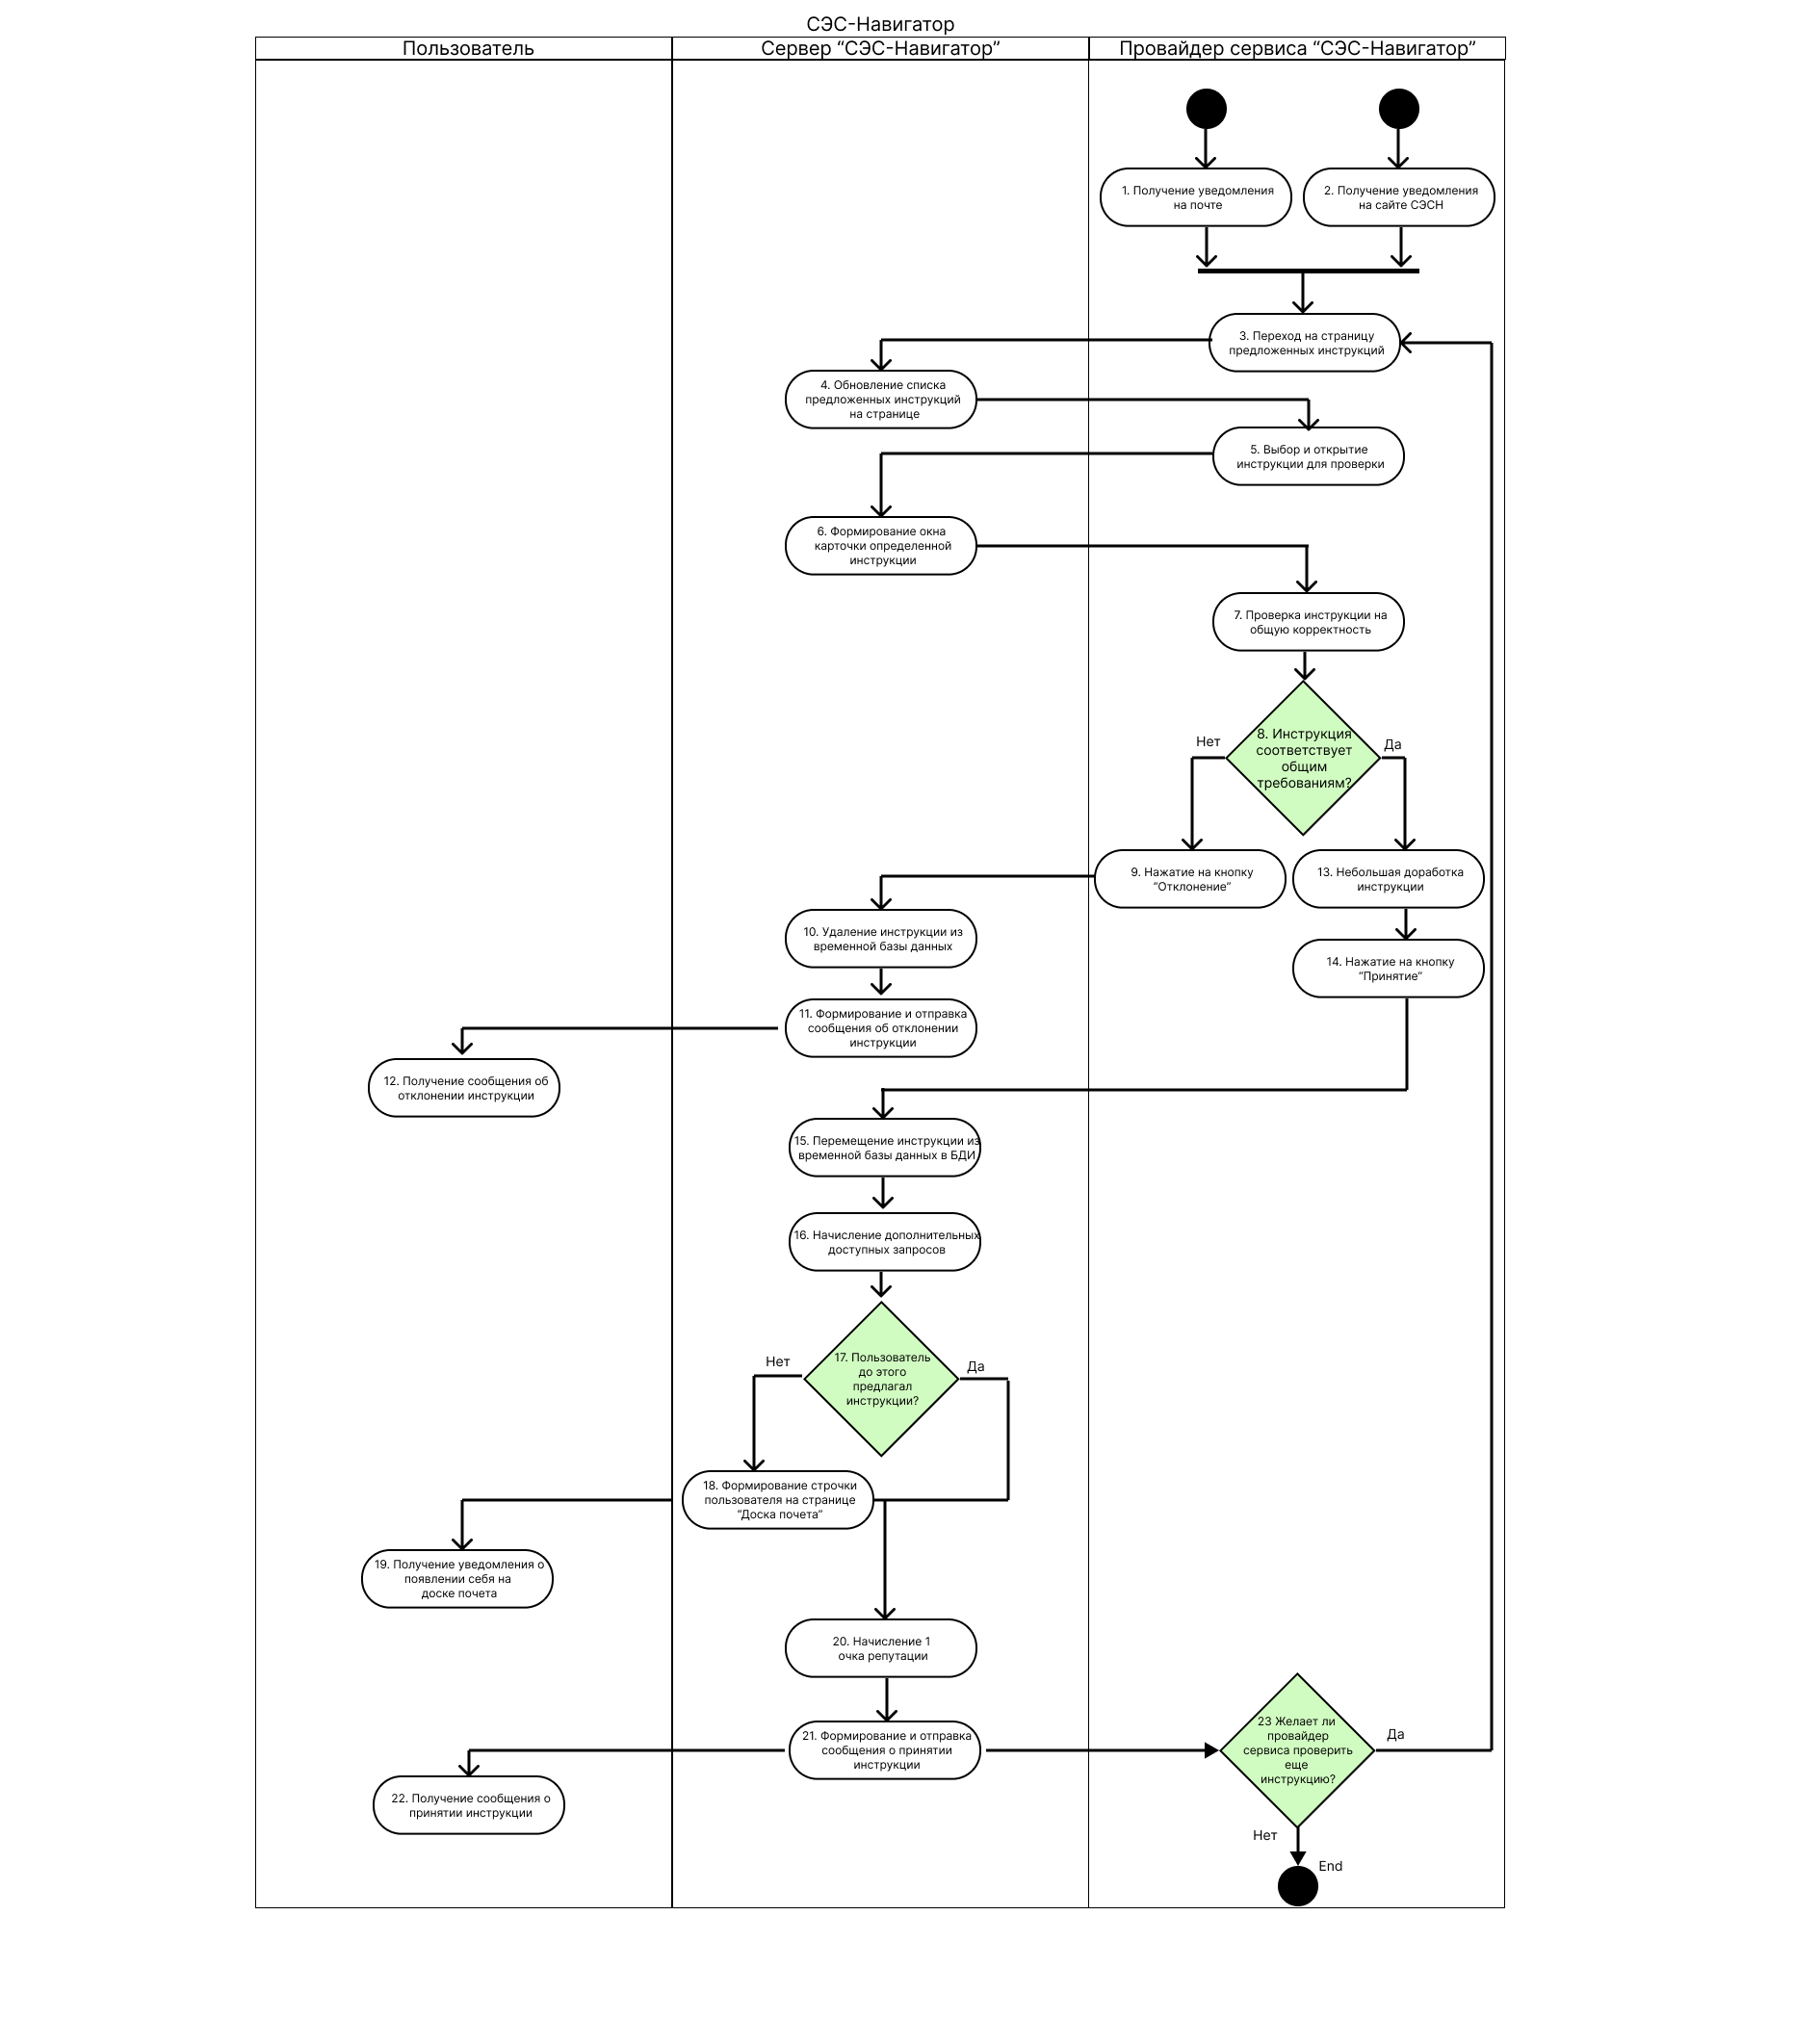 СЭС-Навигатор
Пользователь
Сервер “СЭС-Навигатор”
Провайдер сервиса “СЭС-Навигатор”
1. Получение уведомления
на почте
2. Получение уведомления
на сайте СЭСН
3. Переход на страницу
предложенных инструкций
4. Обновление списка
предложенных инструкций
на странице
5. Выбор и открытие
инструкции для проверки
6. Формирование окна
карточки определенной
инструкции
7. Проверка инструкции на
общую корректность
8. Инструкция
соответствует
общим
требованиям?
Нет
Да
9. Нажатие на кнопку
“Отклонение”
13. Небольшая доработка
инструкции
10. Удаление инструкции из
временной базы данных
14. Нажатие на кнопку
“Принятие”
11. Формирование и отправка
сообщения об отклонении
инструкции
12. Получение сообщения об
отклонении инструкции
15. Перемещение инструкции из
временной базы данных в БДИ
16. Начисление дополнительных
доступных запросов
17. Пользователь
до этого
предлагал
инструкции?
Нет
Да
18. Формирование строчки
пользователя на странице
“Доска почета”
19. Получение уведомления о
появлении себя на
доске почета
20. Начисление 1
очка репутации
21. Формирование и отправка
сообщения о принятии
инструкции
22. Получение сообщения о
принятии инструкции
23 Желает ли
провайдер
сервиса проверить
еще
инструкцию?
Да
Нет
End